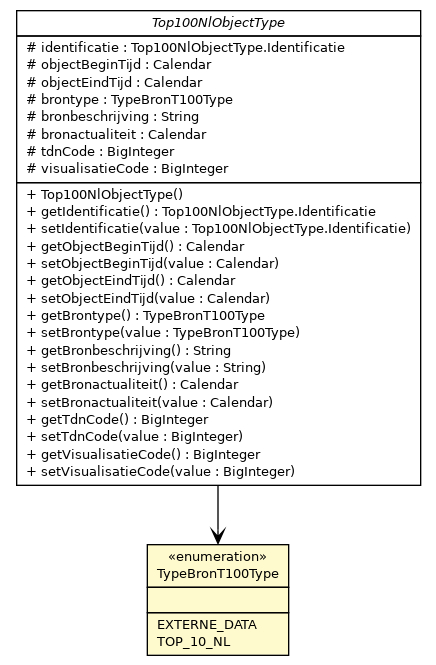 Top100NlObjectType
# identificatie : Top100NlObjectType.Identificatie
# objectBeginTijd : Calendar
# objectEindTijd : Calendar
# brontype : TypeBronT100Type
# bronbeschrijving : String
# bronactualiteit : Calendar
# tdnCode : BigInteger
# visualisatieCode : BigInteger
+ Top100NlObjectType()
+ getIdentificatie() : Top100NlObjectType.Identificatie
+ setIdentificatie(value : Top100NlObjectType.Identificatie)
+ getObjectBeginTijd() : Calendar
+ setObjectBeginTijd(value : Calendar)
+ getObjectEindTijd() : Calendar
+ setObjectEindTijd(value : Calendar)
+ getBrontype() : TypeBronT100Type
+ setBrontype(value : TypeBronT100Type)
+ getBronbeschrijving() : String
+ setBronbeschrijving(value : String)
+ getBronactualiteit() : Calendar
+ setBronactualiteit(value : Calendar)
+ getTdnCode() : BigInteger
+ setTdnCode(value : BigInteger)
+ getVisualisatieCode() : BigInteger
+ setVisualisatieCode(value : BigInteger)
«enumeration»
TypeBronT100Type
EXTERNE_DATA
TOP_10_NL